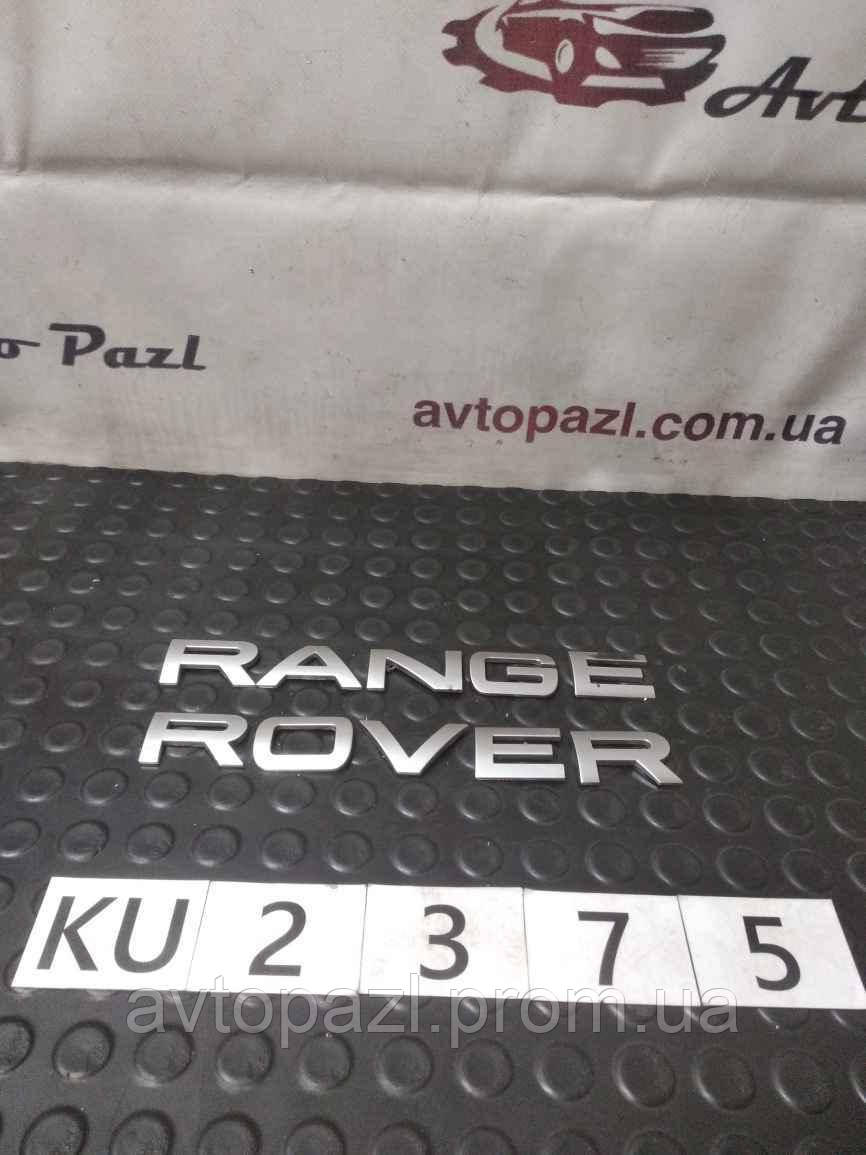 Avt
o Pazl
avtopazl.com.ua
RANGE
ROVER
KU 2 3 7 5
avtopazl.prom.ua